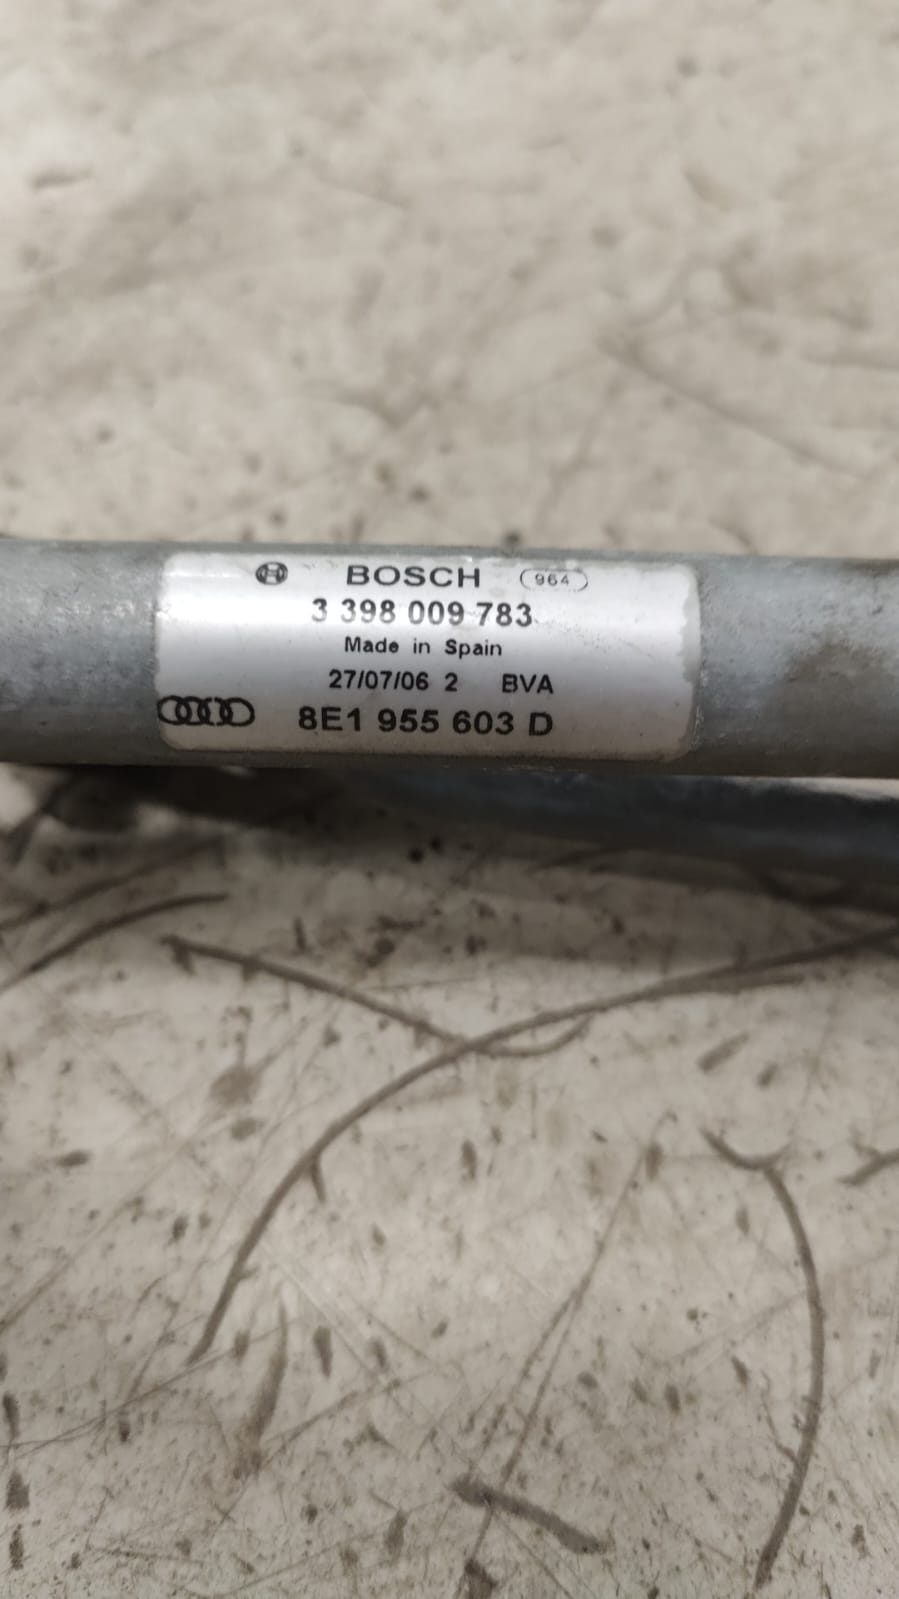 BOSCH 964
3 398 009 783
Made in Spain
27/07/06 2 BVA
8E1 955 603 D